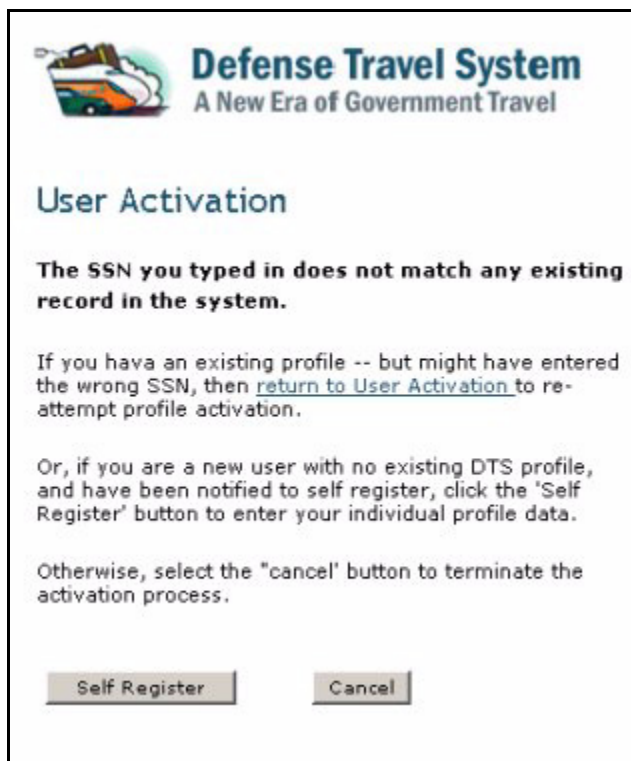 Defense Travel System
A New Era of Government Travel
User Activation
The SSN you typed in does not match any existing
record in the system.
If you hava an existing profile -- but might have entered
the wrong SSN, then return to User Activation to re-
attempt profile activation.
Or, if you are a new user with no existing DTS profile,
and have been notified to self register, click the 'Self
Register' button to enter your individual profile data.
Otherwise, select the "cancel' button to terminate the
activation process.
Self Register
Cancel